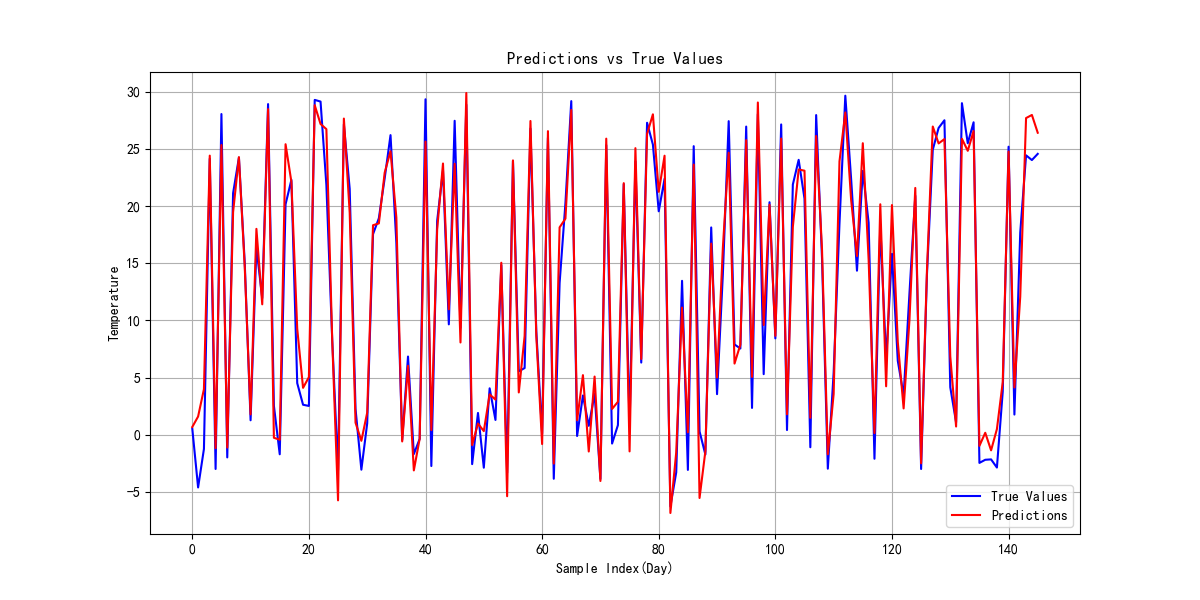 Predictions vs True Values
30
25
20
15
10
5
0
−5
Temperature
0 20 40 60 80 100 120 140
Sample Index(Day)
True Values
Predictions